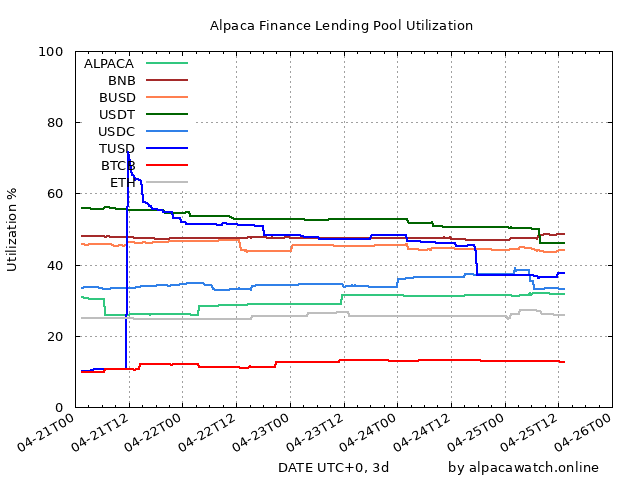 Alpaca Finance Lending Pool Utilization
100
80
60
40
20
0
Utilization %
ALPACA
BNB
BUSD
USDT
USDC
TUSD
BTCB
ETH
04-21T00
04-21T12
04-22T00
04-22T12
04-23T00
04-23T12
04-24T00
04-24T12
04-25T00
04-25T12
04-26T00
DATE UTC+0, 3d
by alpacawatch.online